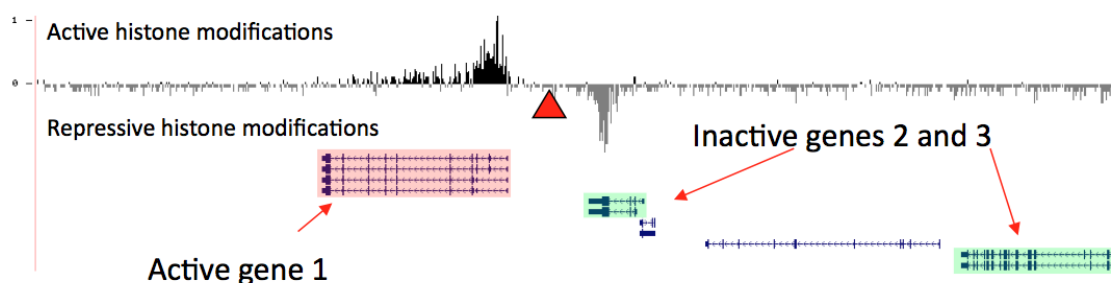 1
Active histone modifications
0
Repressive histone modifications
Inactive genes 2 and 3
Active gene 1